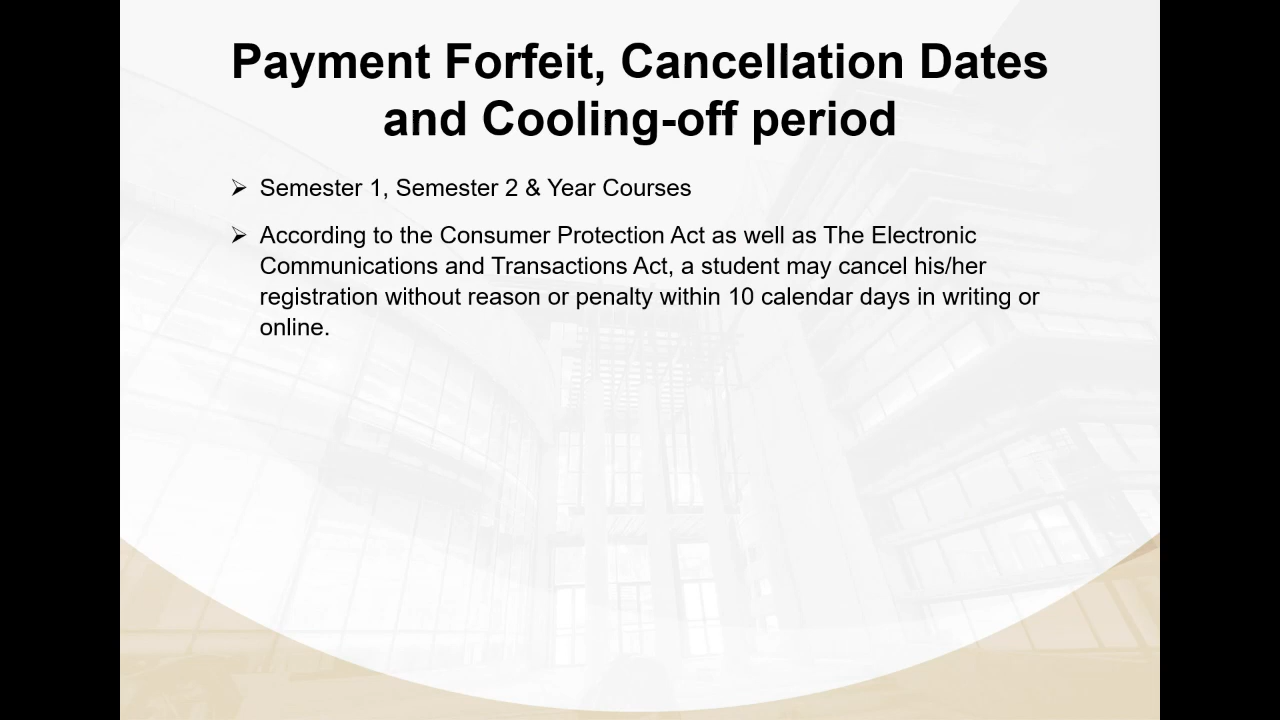 Payment Forfeit, Cancellation Dates
and Cooling-off period
➢ Semester 1, Semester 2 & Year Courses
➢ According to the Consumer Protection Act as well as The Electronic
Communications and Transactions Act, a student may cancel his/her
registration without reason or penalty within 10 calendar days in writing or
online.